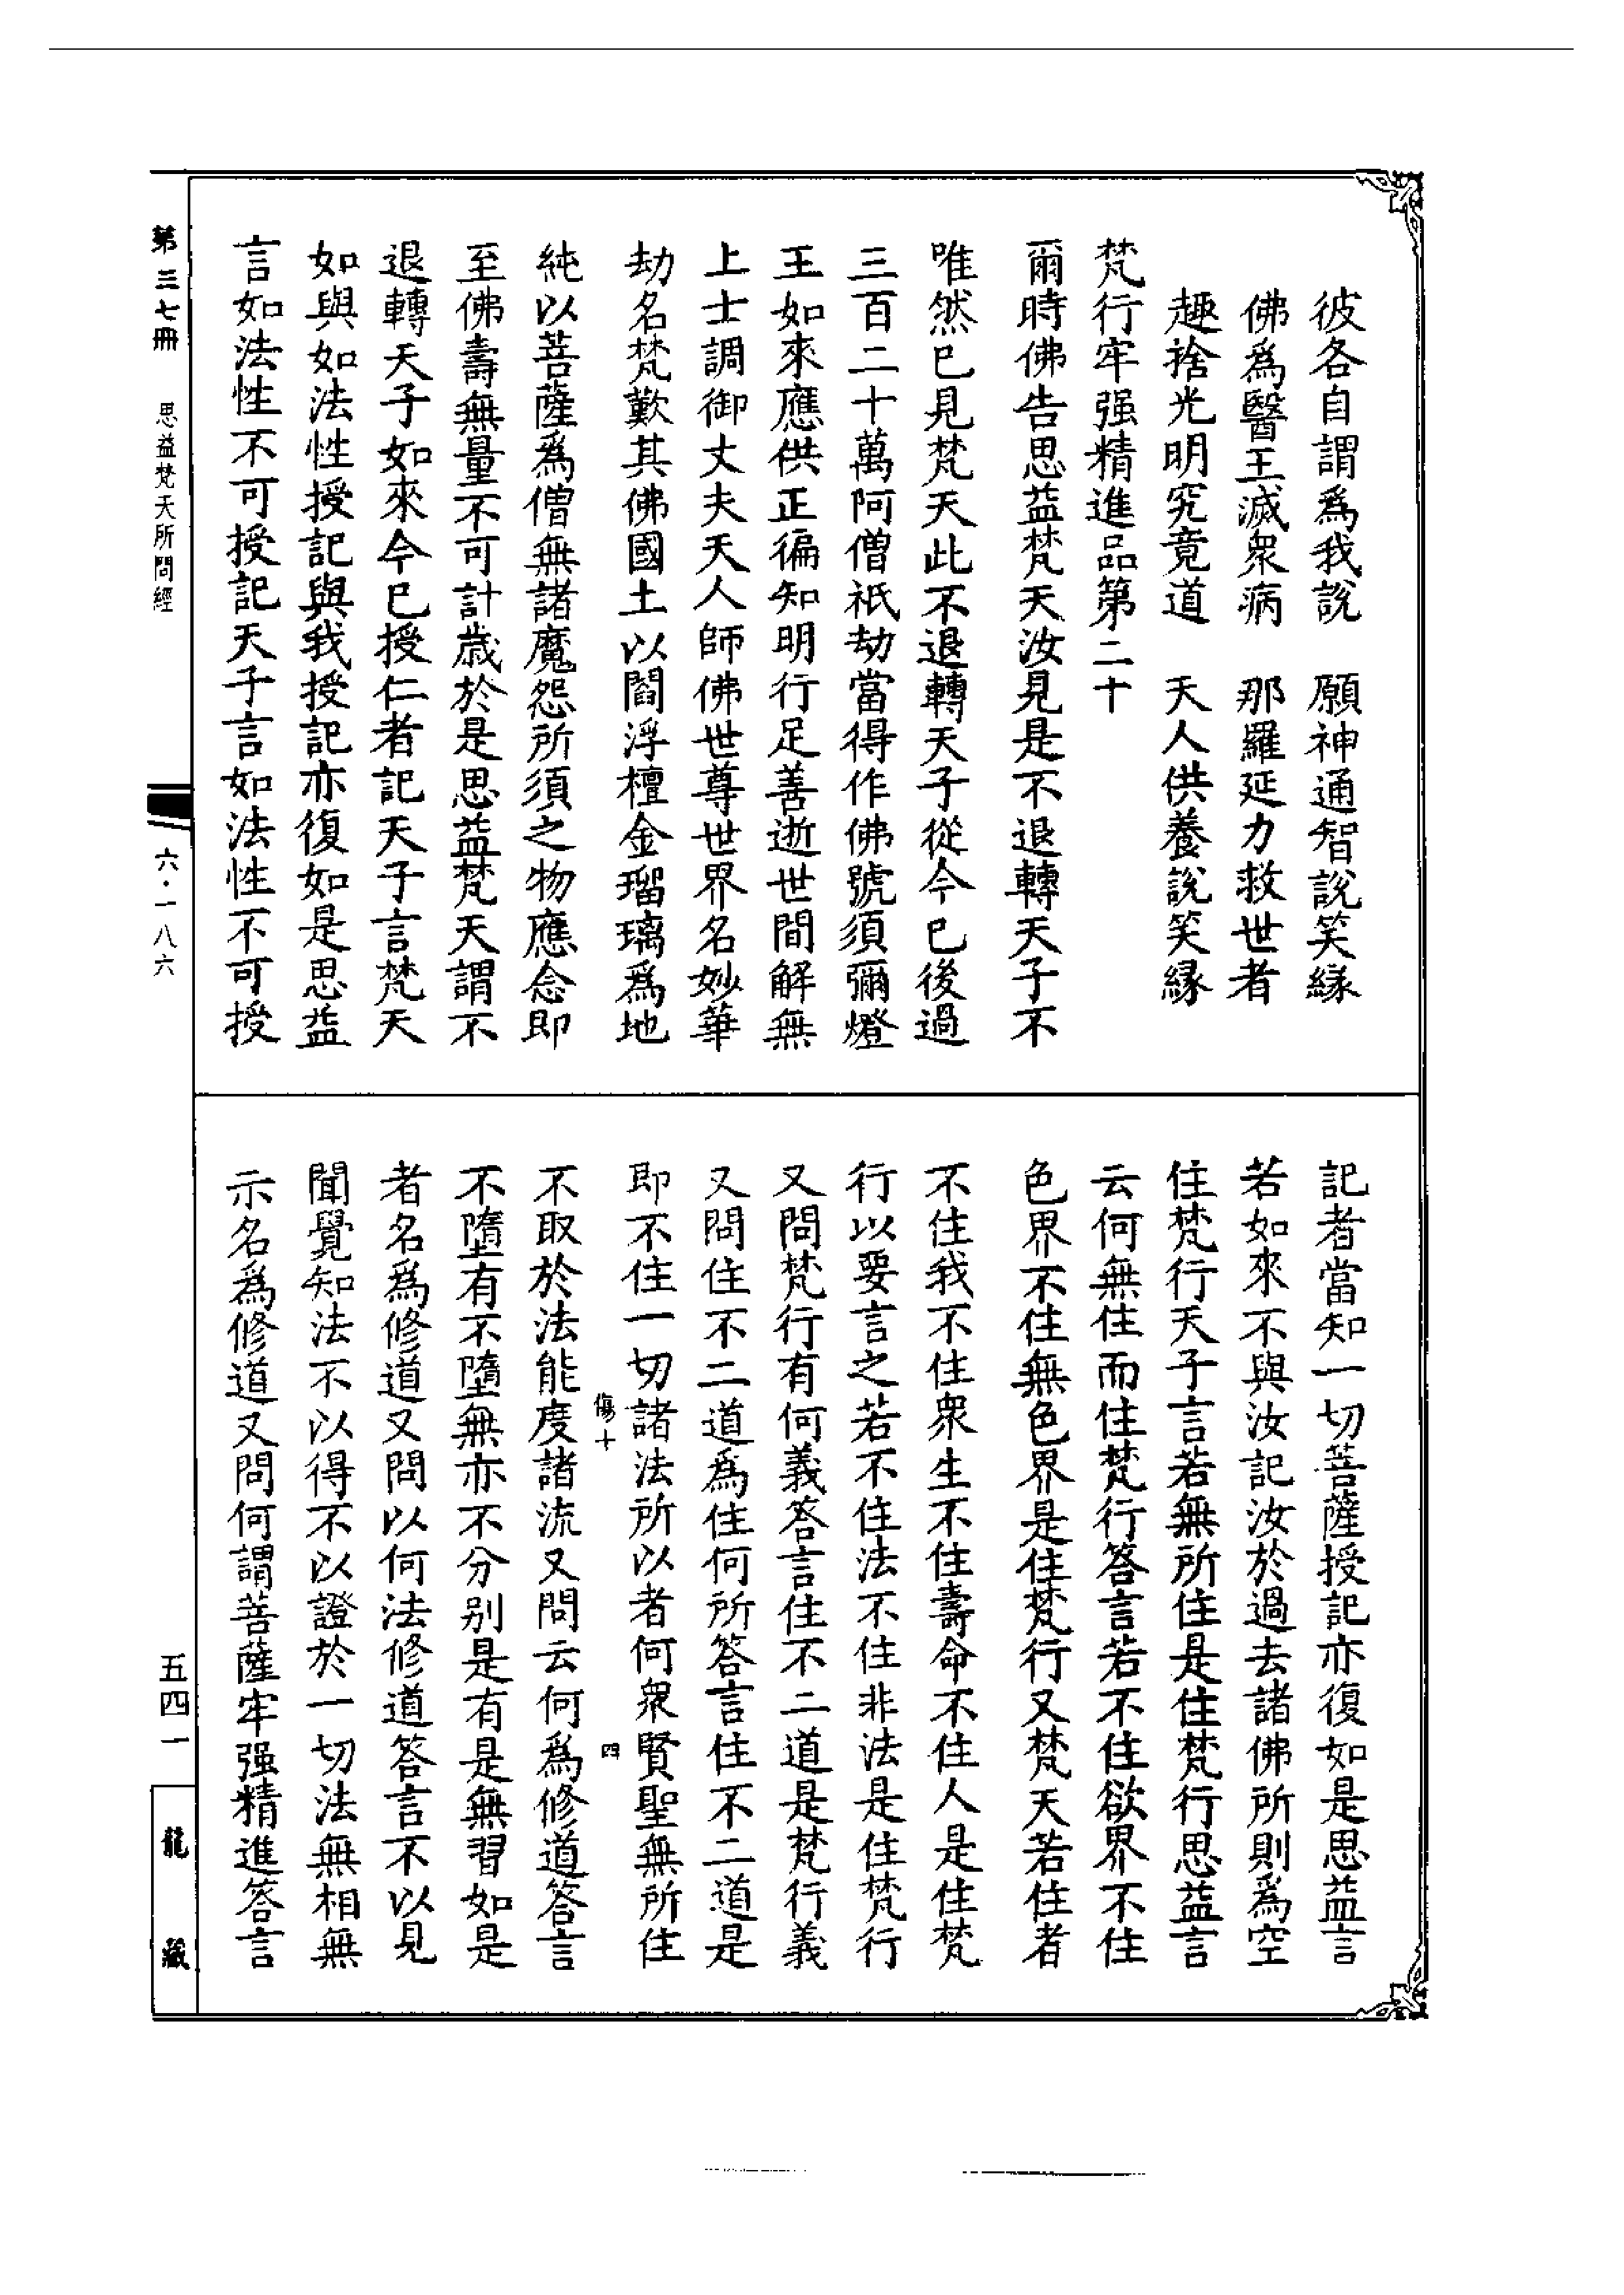 彼各自謂爲我說　願神通智說笑縁
佛爲醫王滅衆病　那羅延力救世者
趣捨光明究竟道　天人供養說笑縁
梵行牢强精進品第二十
爾時佛告思益梵天汝見是不退轉天子不
唯然已見梵天此不退轉天子從今已後過
三百二十萬阿僧祇劫當得作佛號須彌燈
王如來應供正徧知明行足善逝世間解無
上士調御丈夫天人師佛世尊世界名妙華
劫名梵歎其佛國土以閻浮檀金瑠璃爲地
純以菩薩爲僧無諸魔怨所須之物應念即
至佛壽無量不可計歲於是思益梵天謂不
退轉天子如來今已授仁者記天子言梵天
如與如法性授記與我授記亦復如是思益
言如法性不可授記天子言如法性不可授
記者當知一切菩薩授記亦復如是思益言
若如來不與汝記汝於過去諸佛所則爲空
住梵行天子言若無所住是住梵行思益言
云何無住而住梵行答言若不住欲界不住
色界不住無色界是住梵行又梵天若住者
不住我不住衆生不住壽命不住人是住梵
行以要言之若不住法不住非法是住梵行
又問梵行有何義答言住不二道是梵行義
又問住不二道爲住何所答言住不二道是
即不住一切諸法所以者何衆賢聖無所住
傷十　四
不取於法能度諸流又問云何爲修道答言
不墮有不墮無亦不分别是有是無習如是
者名爲修道又問以何法修道答言不以見
聞覺知法不以得不以證於一切法無相無
示名爲修道又問何謂菩薩牢强精進答言
第三七冊　思益梵天所問經
六·一八六
五四一
龍藏